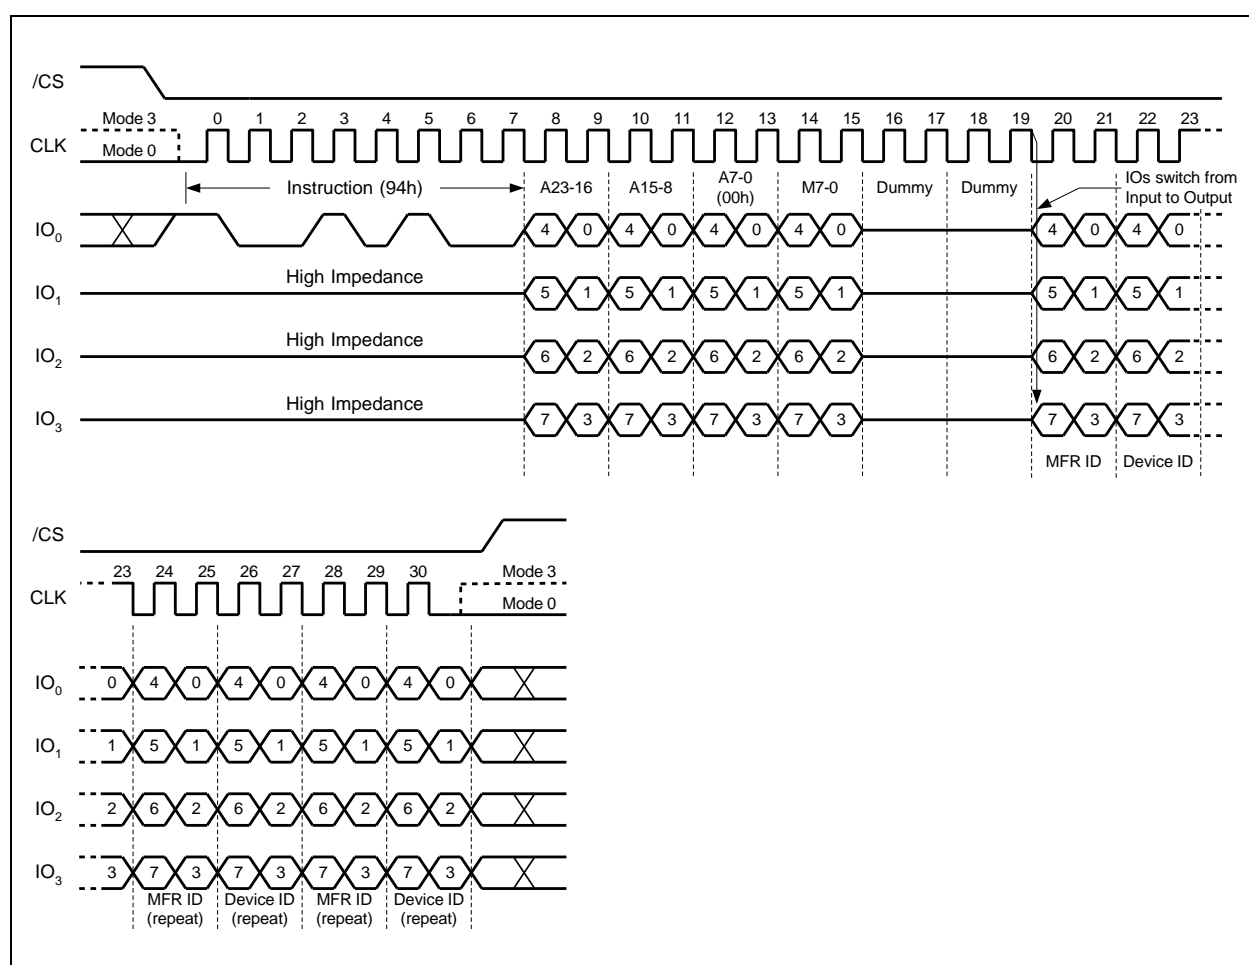 /CS
Mode 3 0 1 2 3 4 5 6 7 8 9 10 11 12 13 14 15 16 17 18 19 20 21 22 23
CLK Mode 0
Instruction (94h) A23-16 A15-8 A7-0 (00h) M7-0 Dummy Dummy IOs switch from Input to Output
IO0 4 0 4 0 4 0 4 0 4 0 4 0
High Impedance
IO1 5 1 5 1 5 1 5 1 5 1 5 1
High Impedance
IO2 6 2 6 2 6 2 6 2 6 2 6 2
High Impedance
IO3 7 3 7 3 7 3 7 3 7 3 7 3
MFR ID Device ID
/CS
23 24 25 26 27 28 29 30 Mode 3
CLK Mode 0
IO0 0 4 0 4 0 4 0 4 0
IO1 1 5 1 5 1 5 1 5 1
IO2 2 6 2 6 2 6 2 6 2
IO3 3 7 3 7 3 7 3 7 3
MFR ID Device ID MFR ID Device ID
(repeat) (repeat) (repeat) (repeat)